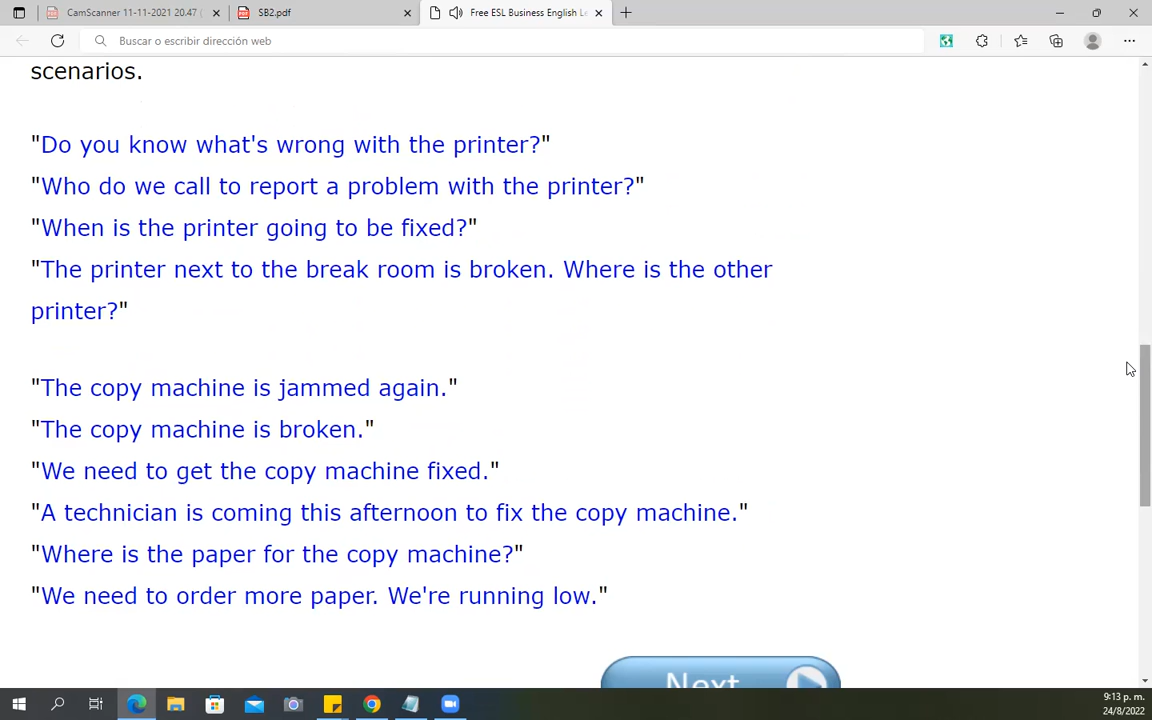 CamScanner 11-11-2021 20.47 (
SB2.pdf
Free ESL Business English Le
Buscar o escribir dirección web
scenarios.
"Do you know what's wrong with the printer?"
"Who do we call to report a problem with the printer?"
"When is the printer going to be fixed?"
"The printer next to the break room is broken. Where is the other
printer?"
"The copy machine is jammed again."
"The copy machine is broken."
"We need to get the copy machine fixed."
"A technician is coming this afternoon to fix the copy machine."
"Where is the paper for the copy machine?"
"We need to order more paper. We're running low."
Next
9:13 p. m.
24/8/2022